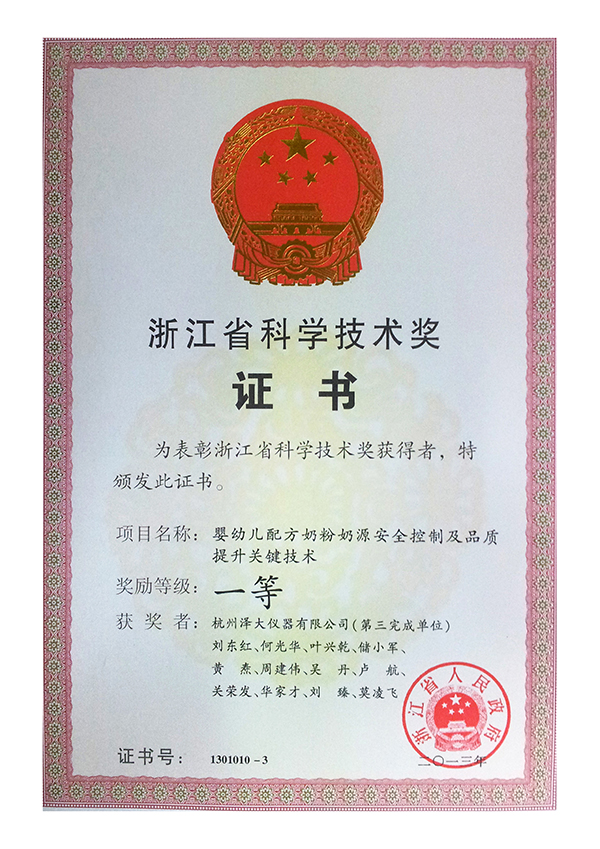 浙江省科学技术奖
证书
为表彰浙江省科学技术奖获得者，特
颁发此证书。
项目名称：婴幼儿配方奶粉奶源安全控制及品质
提升关键技术
奖励等级：一等
获奖者：杭州泽大仪器有限公司（第三完成单位）
刘东红、何光华、叶兴乾、储小军、
黄焘、周建伟、吴丹、卢航、
关荣发、华家才、刘臻、莫凌飞
浙江省人民政府
证书号：1301010－3
二〇一三年